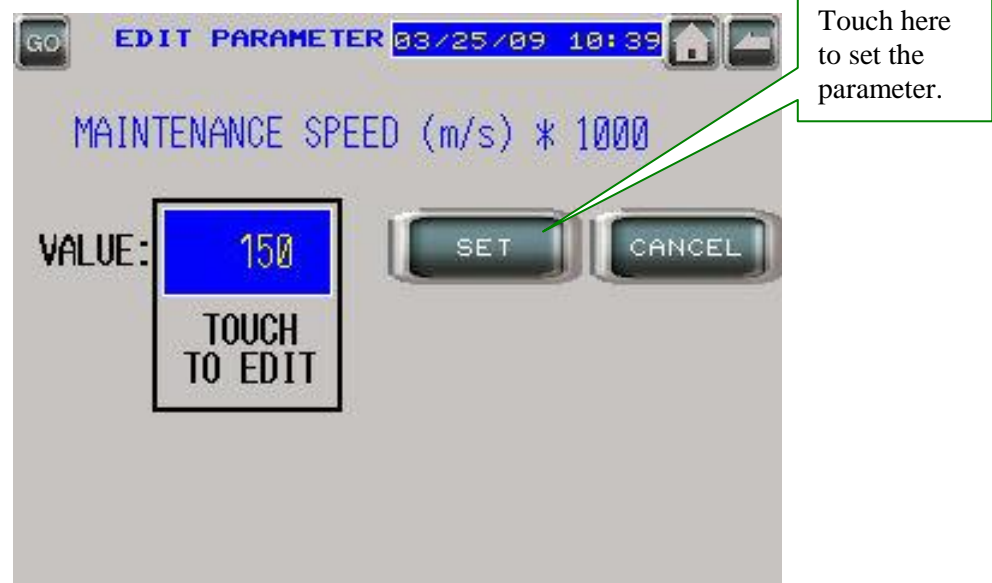 GO EDIT PARAMETER 03/25/09 10:39
Touch here
to set the
parameter.
MAINTENANCE SPEED (m/s) * 1000
VALUE: 150 SET CANCEL
TOUCH
TO EDIT